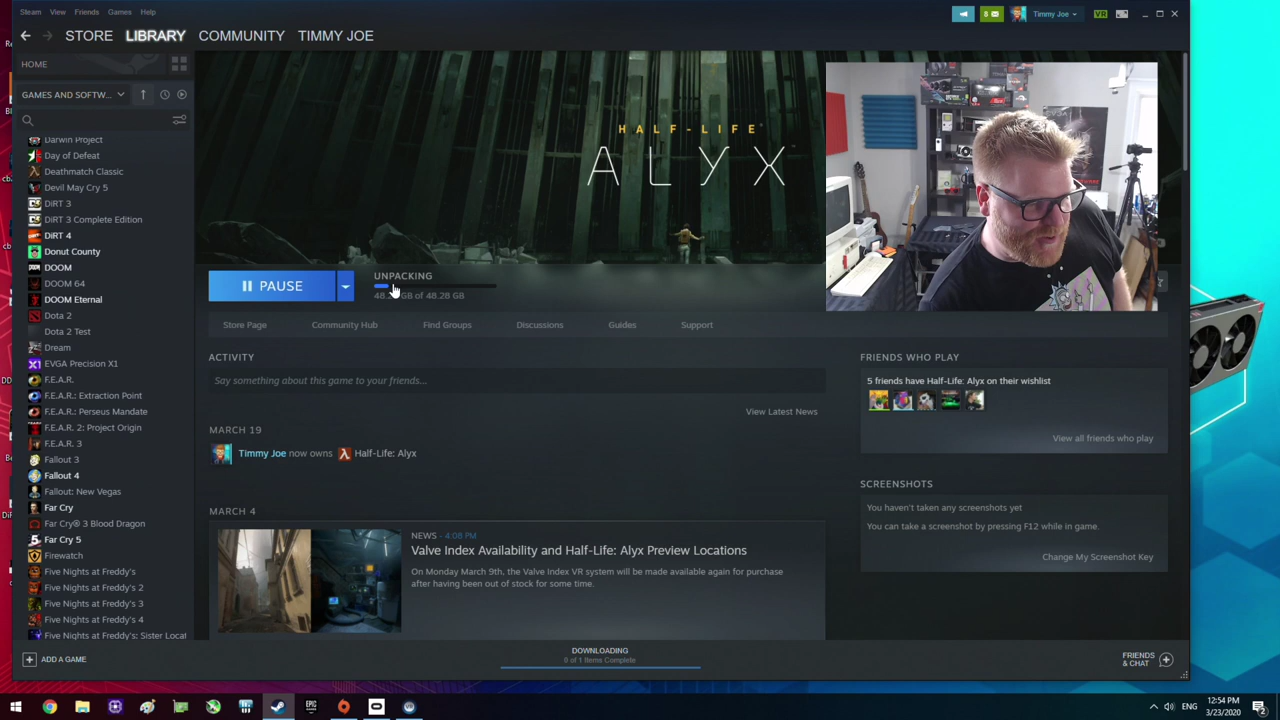 Steam View Friends Games Help
8
Timmy Joe
VR
STORE LIBRARY COMMUNITY TIMMY JOE
HOME
GAMES AND SOFTW...
Darwin Project
Day of Defeat
Deathmatch Classic
Devil May Cry 5
DiRT 3
DiRT 3 Complete Edition
DiRT 4
Donut County
DOOM
DOOM 64
DOOM Eternal
Dota 2
Dota 2 Test
Dream
EVGA Precision X1
F.E.A.R.
F.E.A.R.: Extraction Point
F.E.A.R.: Perseus Mandate
F.E.A.R. 2: Project Origin
F.E.A.R. 3
Fallout 3
Fallout 4
Fallout: New Vegas
Far Cry
Far Cry® 3 Blood Dragon
Far Cry 5
Firewatch
Five Nights at Freddy's
Five Nights at Freddy's 2
Five Nights at Freddy's 3
Five Nights at Freddy's 4
Five Nights at Freddy's: Sister Locat
ADD A GAME
HALF-LIFE
ALYX
PAUSE
UNPACKING
GB of 48.28 GB
Store Page Community Hub Find Groups Discussions Guides Support
ACTIVITY
Say something about this game to your friends...
View Latest News
MARCH 19
Timmy Joe now owns Half-Life: Alyx
MARCH 4
NEWS - 4:08 PM
Valve Index Availability and Half-Life: Alyx Preview Locations
On Monday March 9th, the Valve Index VR system will be made available again for purchase
after having been out of stock for some time.
FRIENDS WHO PLAY
5 friends have Half-Life: Alyx on their wishlist
View all friends who play
SCREENSHOTS
You haven't taken any screenshots yet
You can take a screenshot by pressing F12 while in game.
Change My Screenshot Key
DOWNLOADING
0 of 1 Items Complete
FRIENDS
& CHAT
EPIC
ENG
12:54 PM
3/23/2020
2